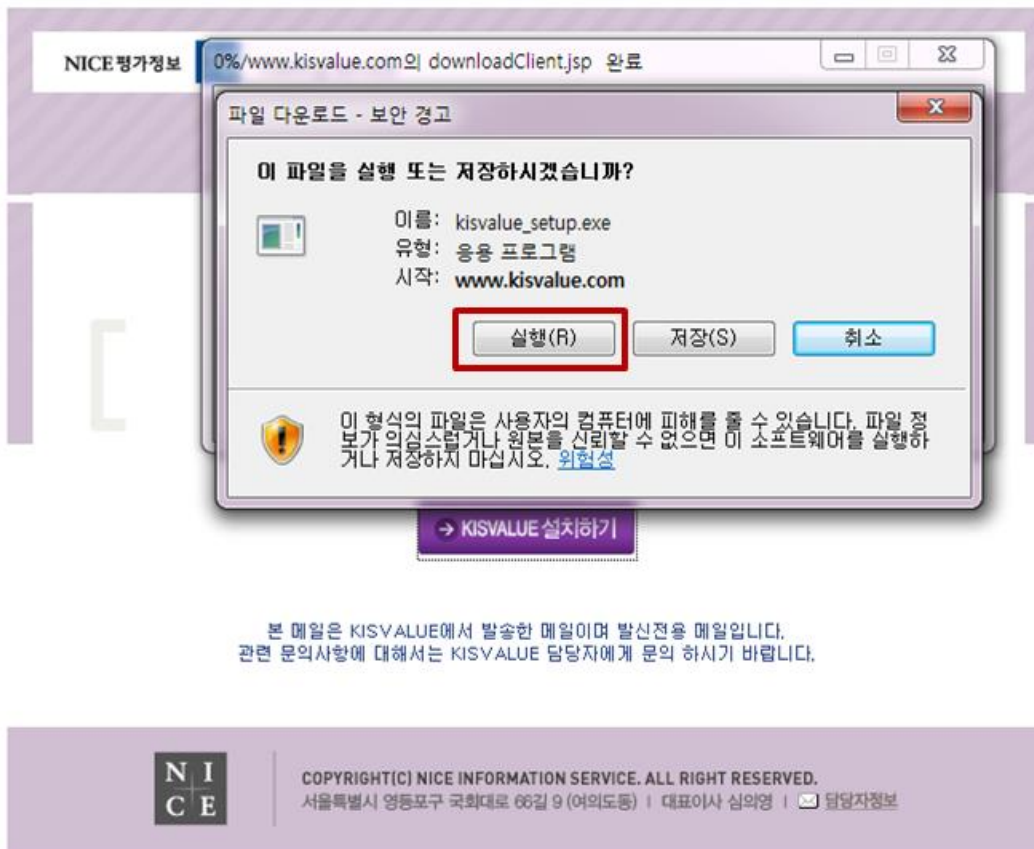 NICE평가정보
0%/www.kisvalue.com의 downloadClient.jsp 완료
파일 다운로드 - 보안 경고
이 파일을 실행 또는 저장하시겠습니까?
이름: kisvalue_setup.exe
유형: 응용 프로그램
시작: www.kisvalue.com
실행(R) 저장(S) 취소
이 형식의 파일은 사용자의 컴퓨터에 피해를 줄 수 있습니다. 파일 정
보가 의심스럽거나 원본을 신뢰할 수 없으면 이 소프트웨어를 실행하
거나 저장하지 마십시오. 위험성
KISVALUE 설치하기
본 메일은 KISVALUE에서 발송한 메일이며 발신전용 메일입니다.
관련 문의사항에 대해서는 KISVALUE 담당자에게 문의 하시기 바랍니다.
N I
C E
COPYRIGHT(C) NICE INFORMATION SERVICE. ALL RIGHT RESERVED.
서울특별시 영등포구 국회대로 66길 9 (여의도동) | 대표이사 심의영 | 담당자정보